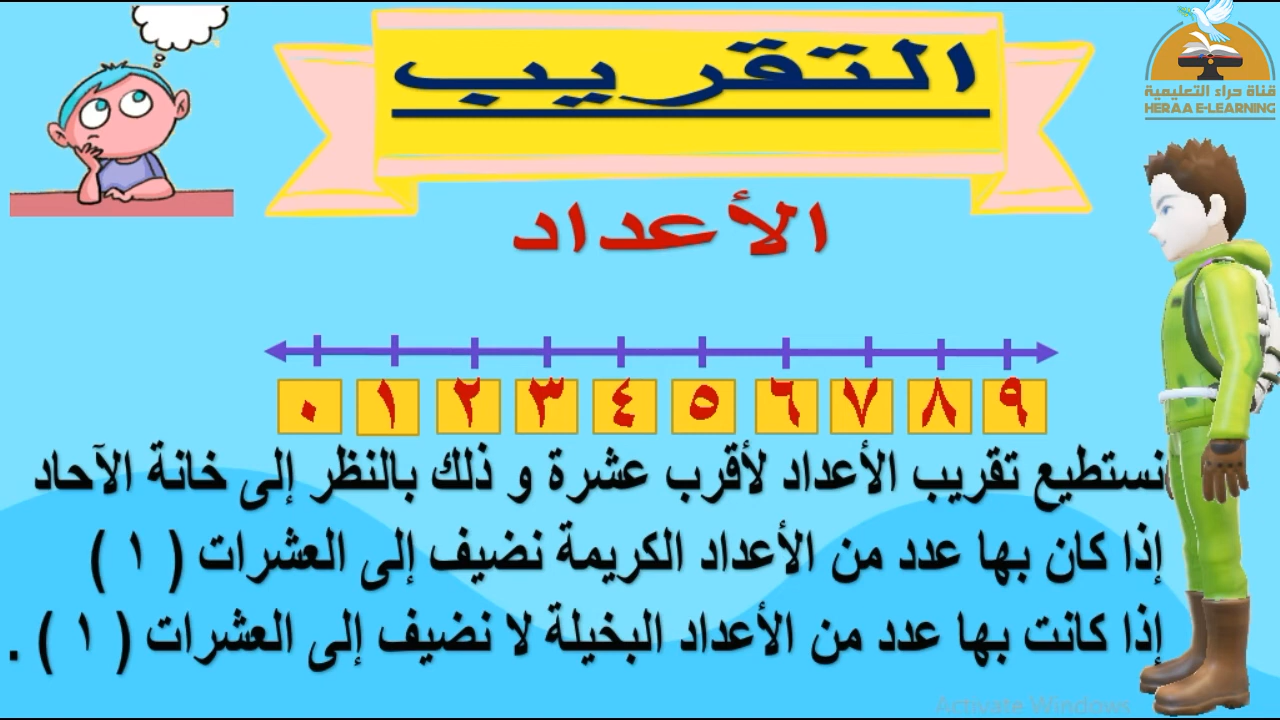 التقريب
قناة حراء التعليمية
HERAA E-LEARNING
الأعداد
٠ ١ ٢ ٣ ٤ ٥ ٦ ٧ ٨ ٩
نستطيع تقريب الأعداد لأقرب عشرة و ذلك بالنظر إلى خانة الآحاد
إذا كان بها عدد من الأعداد الكريمة نضيف إلى العشرات ( ١ )
إذا كانت بها عدد من الأعداد البخيلة لا نضيف إلى العشرات ( ١ ) .
Activate Windows